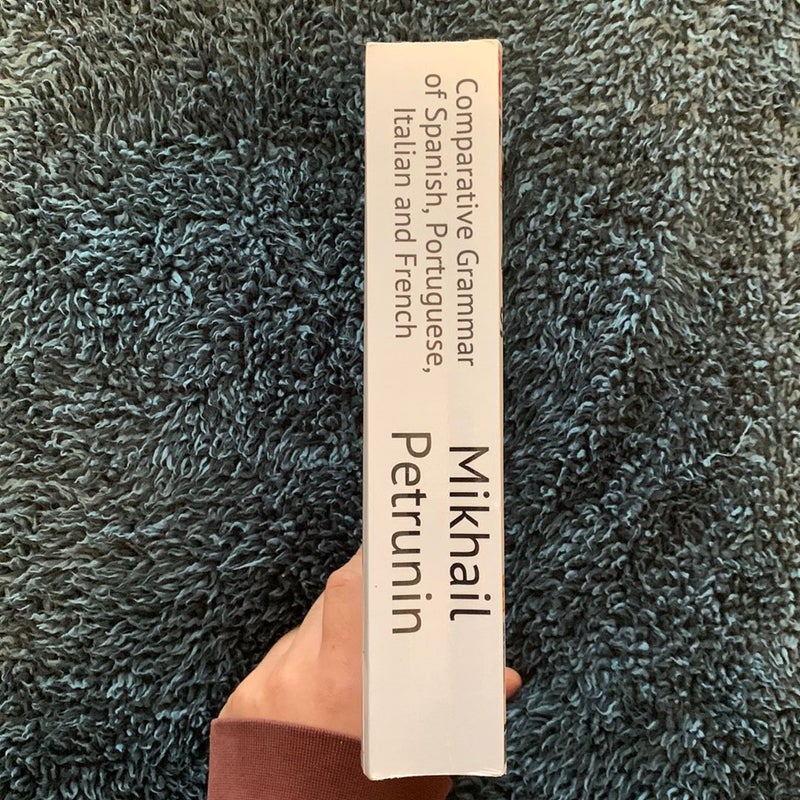 Comparative Grammar
of Spanish, Portuguese,
Italian and French
Mikhail
Petrunin